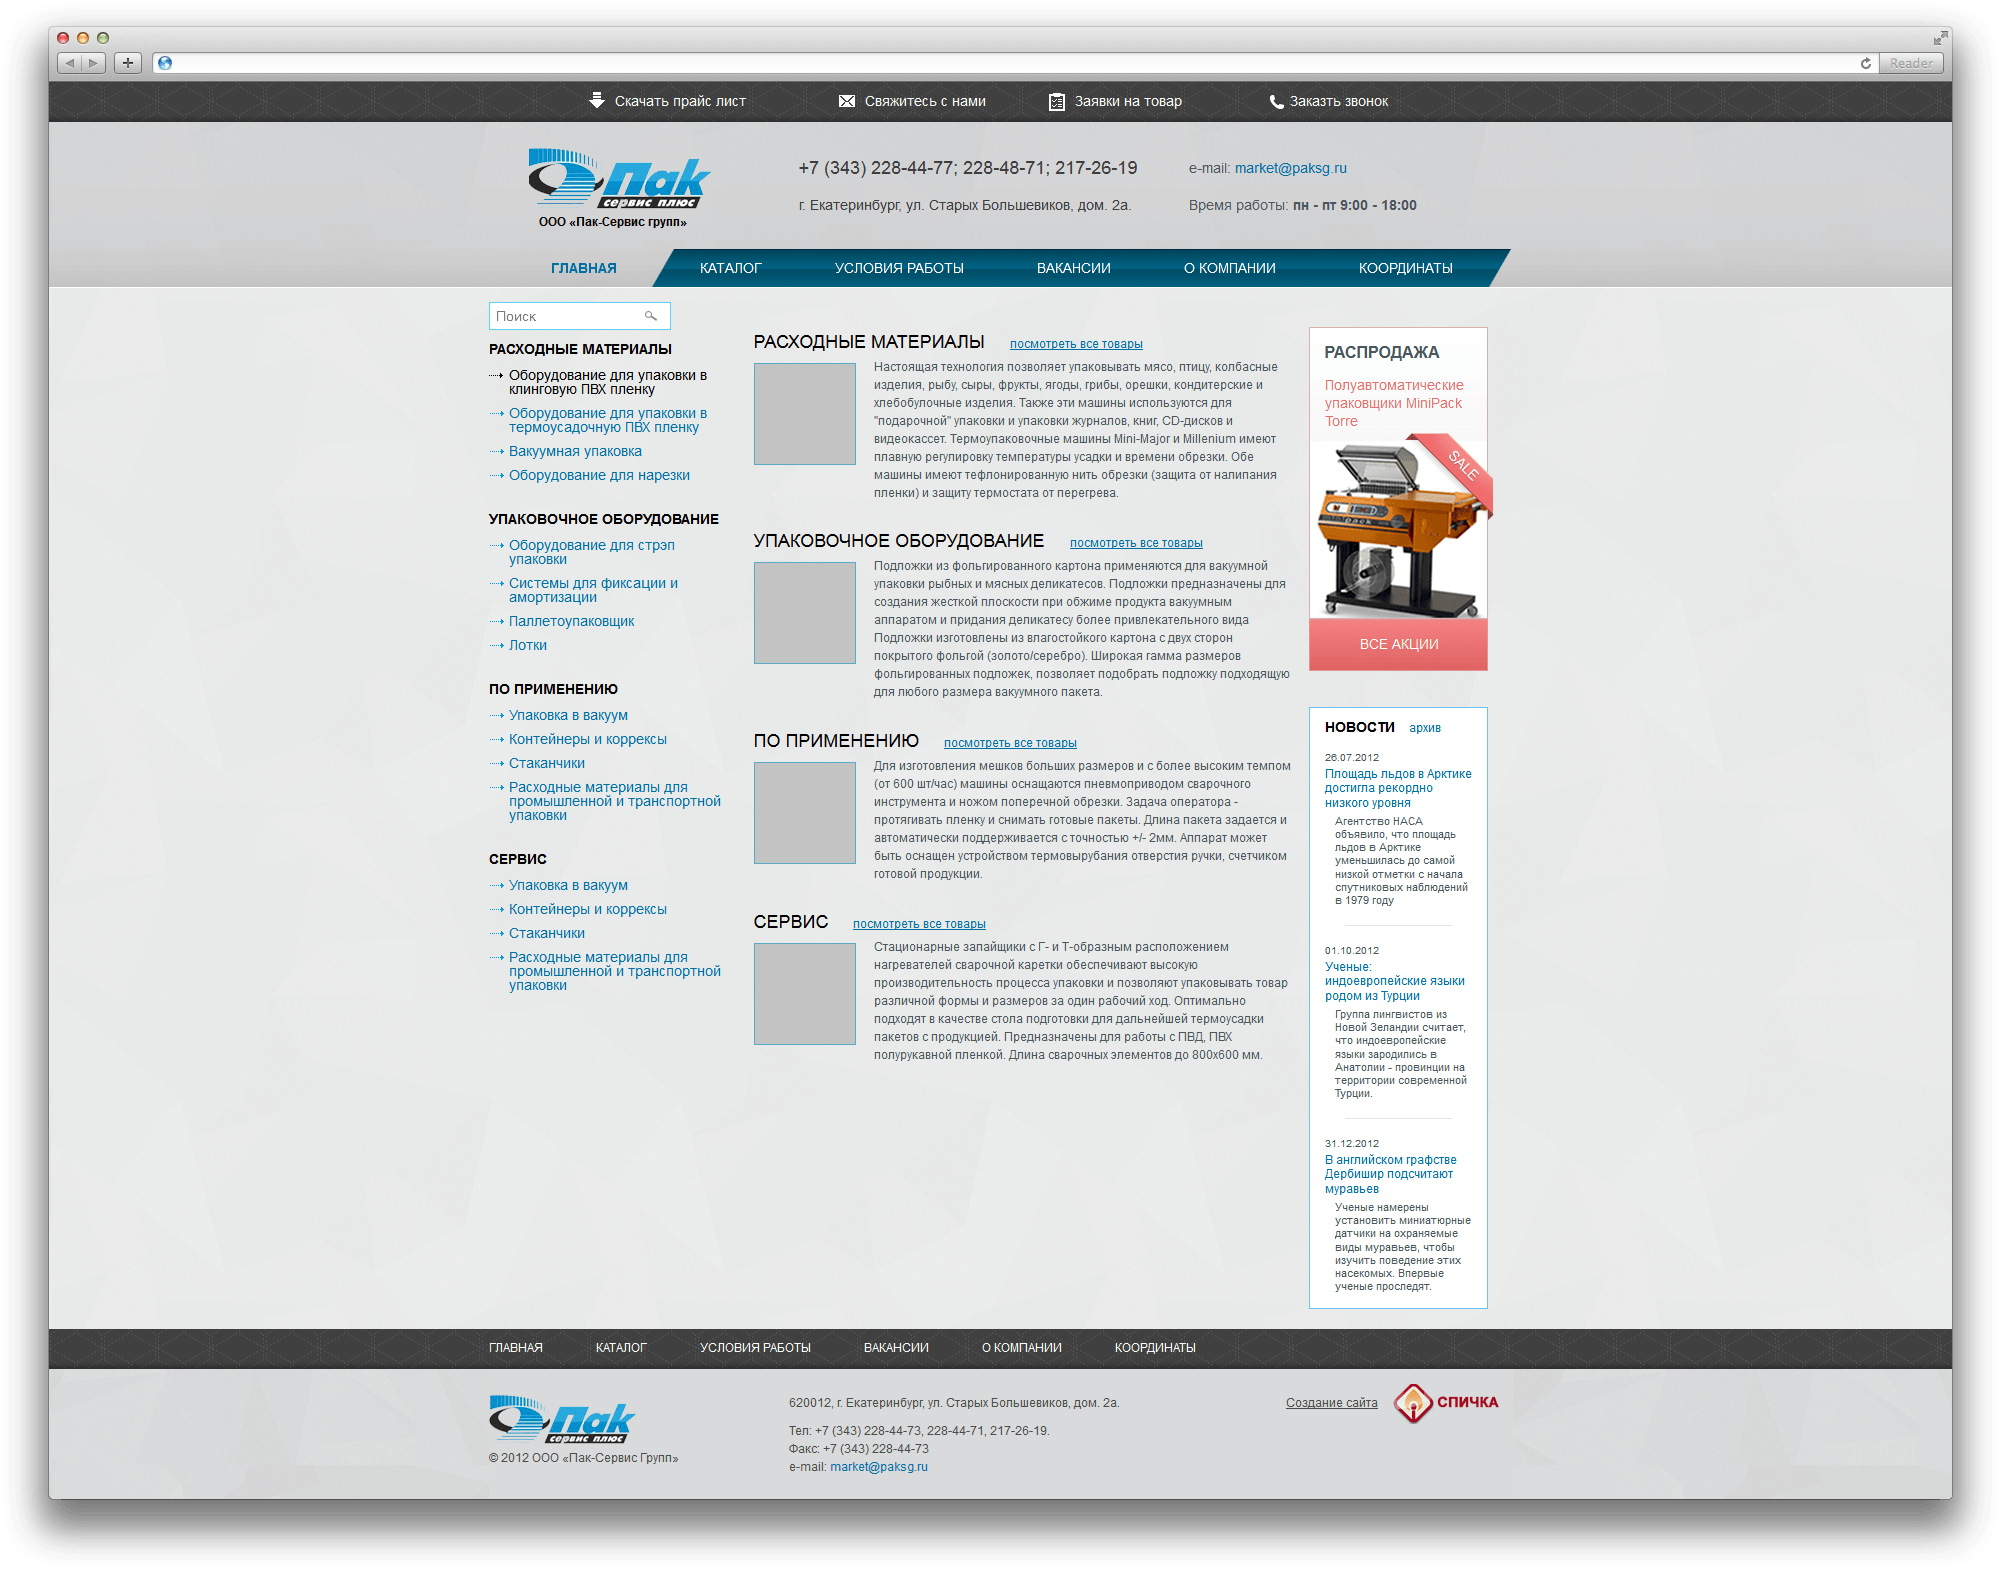 Reader
Скачать прайс лист
Свяжитесь с нами
Заявки на товар
Заказть звонок
Пак
сервис плюс
ООО «Пак-Сервис групп»
+7 (343) 228-44-77; 228-48-71; 217-26-19
г. Екатеринбург, ул. Старых Большевиков, дом. 2а.
e-mail: market@paksg.ru
Время работы: пн - пт 9:00 - 18:00
ГЛАВНАЯ
КАТАЛОГ
УСЛОВИЯ РАБОТЫ
ВАКАНСИИ
О КОМПАНИИ
КООРДИНАТЫ
Поиск
РАСХОДНЫЕ МАТЕРИАЛЫ
Оборудование для упаковки в
клинговую ПВХ пленку
Оборудование для упаковки в
термоусадочную ПВХ пленку
Вакуумная упаковка
Оборудование для нарезки
УПАКОВОЧНОЕ ОБОРУДОВАНИЕ
Оборудование для стрэп
упаковки
Системы для фиксации и
амортизации
Паллетоупаковщик
Лотки
ПО ПРИМЕНЕНИЮ
Упаковка в вакуум
Контейнеры и коррексы
Стаканчики
Расходные материалы для
промышленной и транспортной
упаковки
СЕРВИС
Упаковка в вакуум
Контейнеры и коррексы
Стаканчики
Расходные материалы для
промышленной и транспортной
упаковки
РАСХОДНЫЕ МАТЕРИАЛЫ
посмотреть все товары
Настоящая технология позволяет упаковывать мясо, птицу, колбасные
изделия, рыбу, сыры, фрукты, ягоды, грибы, орешки, кондитерские и
хлебобулочные изделия. Также эти машины используются для
"подарочной" упаковки и упаковки журналов, книг, CD-дисков и
видеокассет. Термоупаковочные машины Mini-Major и Millenium имеют
плавную регулировку температуры усадки и времени обрезки. Обе
машины имеют тефлонированную нить обрезки (защита от налипания
пленки) и защиту термостата от перегрева.
УПАКОВОЧНОЕ ОБОРУДОВАНИЕ
посмотреть все товары
Подложки из фольгированного картона применяются для вакуумной
упаковки рыбных и мясных деликатесов. Подложки предназначены для
создания жесткой плоскости при обжиме продукта вакуумным
аппаратом и придания деликатесу более привлекательного вида
Подложки изготовлены из влагостойкого картона с двух сторон
покрытого фольгой (золото/серебро). Широкая гамма размеров
фольгированных подложек, позволяет подобрать подложку подходящую
для любого размера вакуумного пакета.
ПО ПРИМЕНЕНИЮ
посмотреть все товары
Для изготовления мешков больших размеров и с более высоким темпом
(от 600 шт/час) машины оснащаются пневмоприводом сварочного
инструмента и ножом поперечной обрезки. Задача оператора -
протягивать пленку и снимать готовые пакеты. Длина пакета задается и
автоматически поддерживается с точностью +/- 2мм. Аппарат может
быть оснащен устройством термовырубания отверстия ручки, счетчиком
готовой продукции.
СЕРВИС
посмотреть все товары
Стационарные запайщики с Г- и Т-образным расположением
нагревателей сварочной каретки обеспечивают высокую
производительность процесса упаковки и позволяют упаковывать товар
различной формы и размеров за один рабочий ход. Оптимально
подходят в качестве стола подготовки для дальнейшей термоусадки
пакетов с продукцией. Предназначены для работы с ПВД, ПВХ
полурукавной пленкой. Длина сварочных элементов до 800х600 мм.
РАСПРОДАЖА
Полуавтоматические
упаковщики MiniPack
Torre
SALE
pack
ВСЕ АКЦИИ
НОВОСТИ
архив
26.07.2012
Площадь льдов в Арктике
достигла рекордно
низкого уровня
Агентство НАСА
объявило, что площадь
льдов в Арктике
уменьшилась до самой
низкой отметки с начала
спутниковых наблюдений
в 1979 году
01.10.2012
Ученые:
индоевропейские языки
родом из Турции
Группа лингвистов из
Новой Зеландии считает,
что индоевропейские
языки зародились в
Анатолии - провинции на
территории современной
Турции.
31.12.2012
В английском графстве
Дербишир подсчитают
муравьев
Ученые намерены
установить миниатюрные
датчики на охраняемые
виды муравьев, чтобы
изучить поведение этих
насекомых. Впервые
ученые проследят.
ГЛАВНАЯ
КАТАЛОГ
УСЛОВИЯ РАБОТЫ
ВАКАНСИИ
О КОМПАНИИ
КООРДИНАТЫ
Пак
сервис плюс
© 2012 ООО «Пак-Сервис Групп»
620012, г. Екатеринбург, ул. Старых Большевиков, дом. 2а.
Тел: +7 (343) 228-44-73, 228-44-71, 217-26-19.
Факс: +7 (343) 228-44-73
e-mail: market@paksg.ru
Создание сайта
СПИЧКА